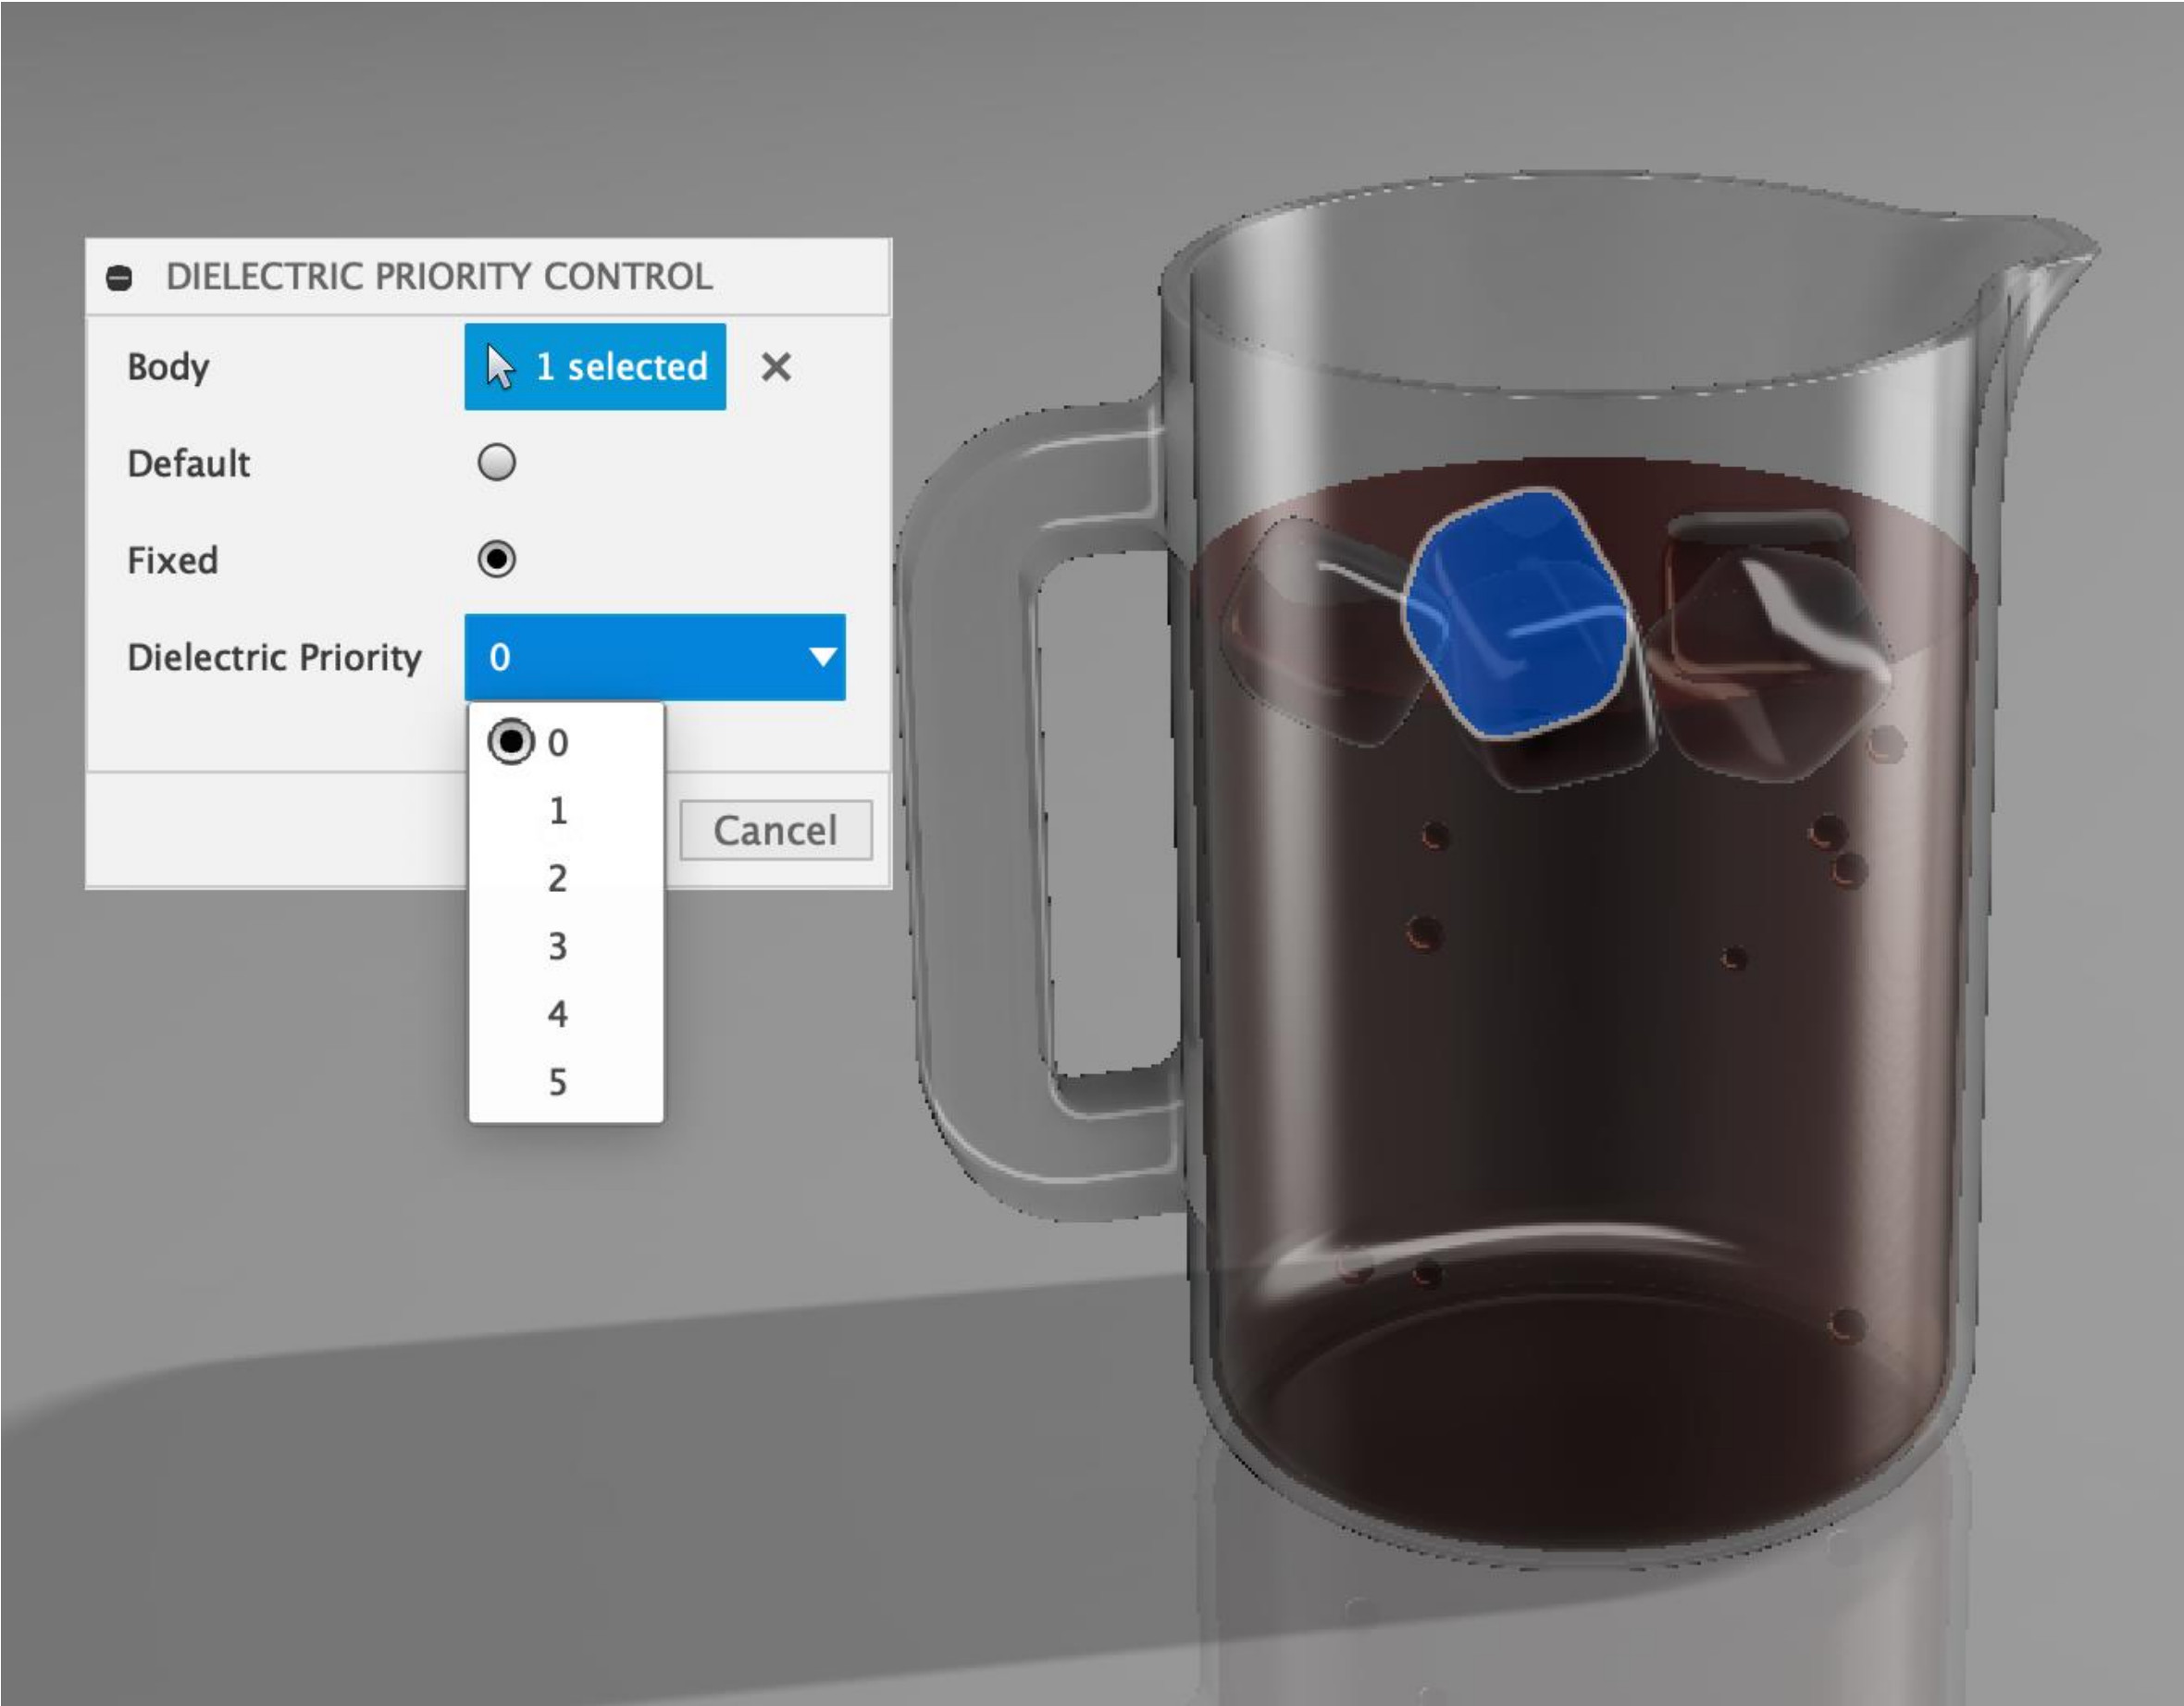 DIELECTRIC PRIORITY CONTROL
Body 1 selected
Default
Fixed
Dielectric Priority 0
0
1
2
3
4
5
Cancel